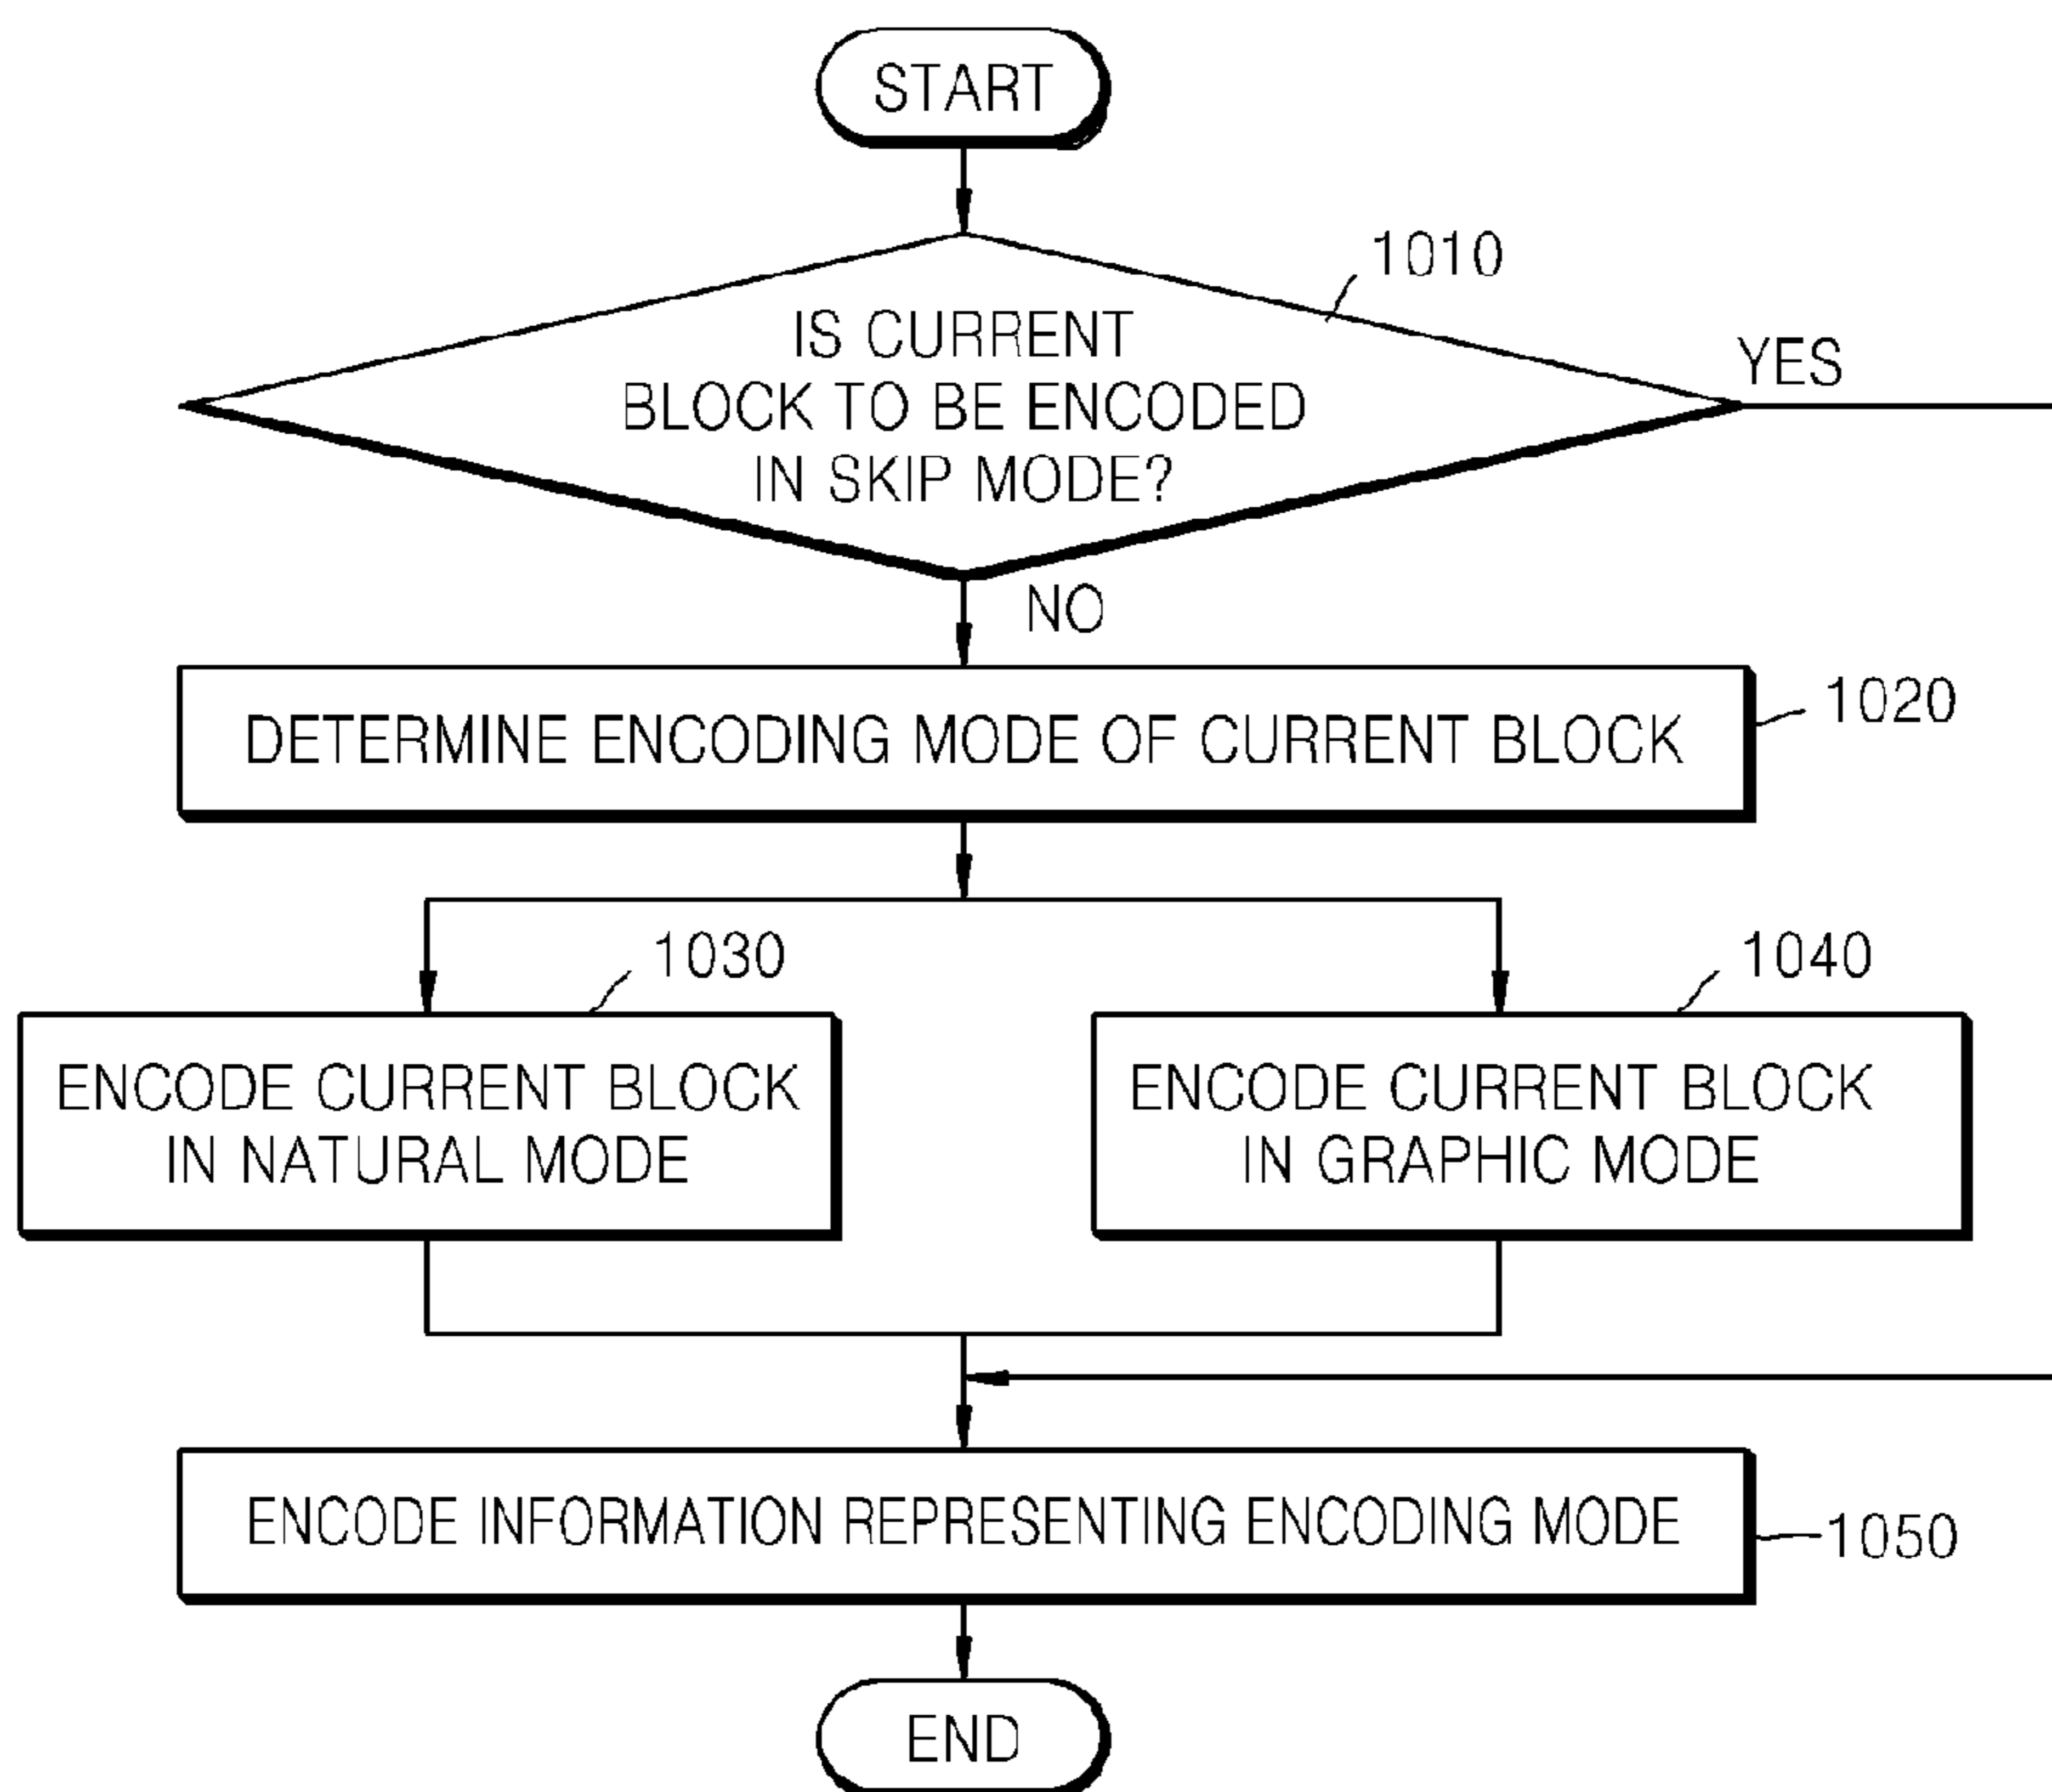 START
1010
IS CURRENT
BLOCK TO BE ENCODED
IN SKIP MODE?
YES
NO
1020
DETERMINE ENCODING MODE OF CURRENT BLOCK
1030
1040
ENCODE CURRENT BLOCK
IN NATURAL MODE
ENCODE CURRENT BLOCK
IN GRAPHIC MODE
ENCODE INFORMATION REPRESENTING ENCODING MODE
1050
END